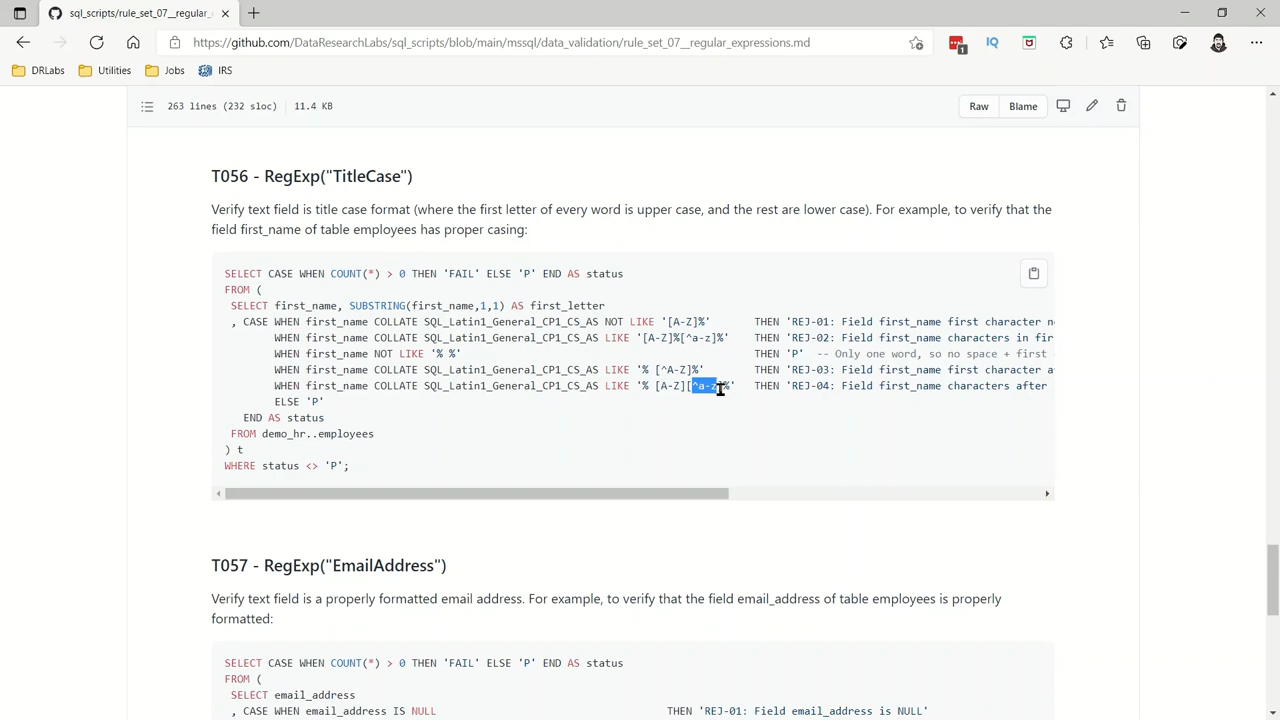 sql_scripts/rule_set_07__regular_
https://github.com/DataResearchLabs/sql_scripts/blob/main/mssql/data_validation/rule_set_07__regular_expressions.md
1
IQ
DRLabs Utilities Jobs IRS
263 lines (232 sloc) 11.4 KB Raw Blame
T056 - RegExp("TitleCase")
Verify text field is title case format (where the first letter of every word is upper case, and the rest are lower case). For example, to verify that the
field first_name of table employees has proper casing:
SELECT CASE WHEN COUNT(*) > 0 THEN 'FAIL' ELSE 'P' END AS status
FROM (
SELECT first_name, SUBSTRING(first_name,1,1) AS first_letter
, CASE WHEN first_name COLLATE SQL_Latin1_General_CP1_CS_AS NOT LIKE '[A-Z]%' THEN 'REJ-01: Field first_name first character n
WHEN first_name COLLATE SQL_Latin1_General_CP1_CS_AS LIKE '[A-Z]%[^a-z]%' THEN 'REJ-02: Field first_name characters in fir
WHEN first_name NOT LIKE '% %' THEN 'P' -- Only one word, so no space + first
WHEN first_name COLLATE SQL_Latin1_General_CP1_CS_AS LIKE '% [^A-Z]%' THEN 'REJ-03: Field first_name first character a
WHEN first_name COLLATE SQL_Latin1_General_CP1_CS_AS LIKE '% [A-Z][^a-z]%' THEN 'REJ-04: Field first_name characters after
ELSE 'P'
END AS status
FROM demo_hr..employees
) t
WHERE status <> 'P';
T057 - RegExp("EmailAddress")
Verify text field is a properly formatted email address. For example, to verify that the field email_address of table employees is properly
formatted:
SELECT CASE WHEN COUNT(*) > 0 THEN 'FAIL' ELSE 'P' END AS status
FROM (
SELECT email_address
, CASE WHEN email_address IS NULL THEN 'REJ-01: Field email_address is NULL'